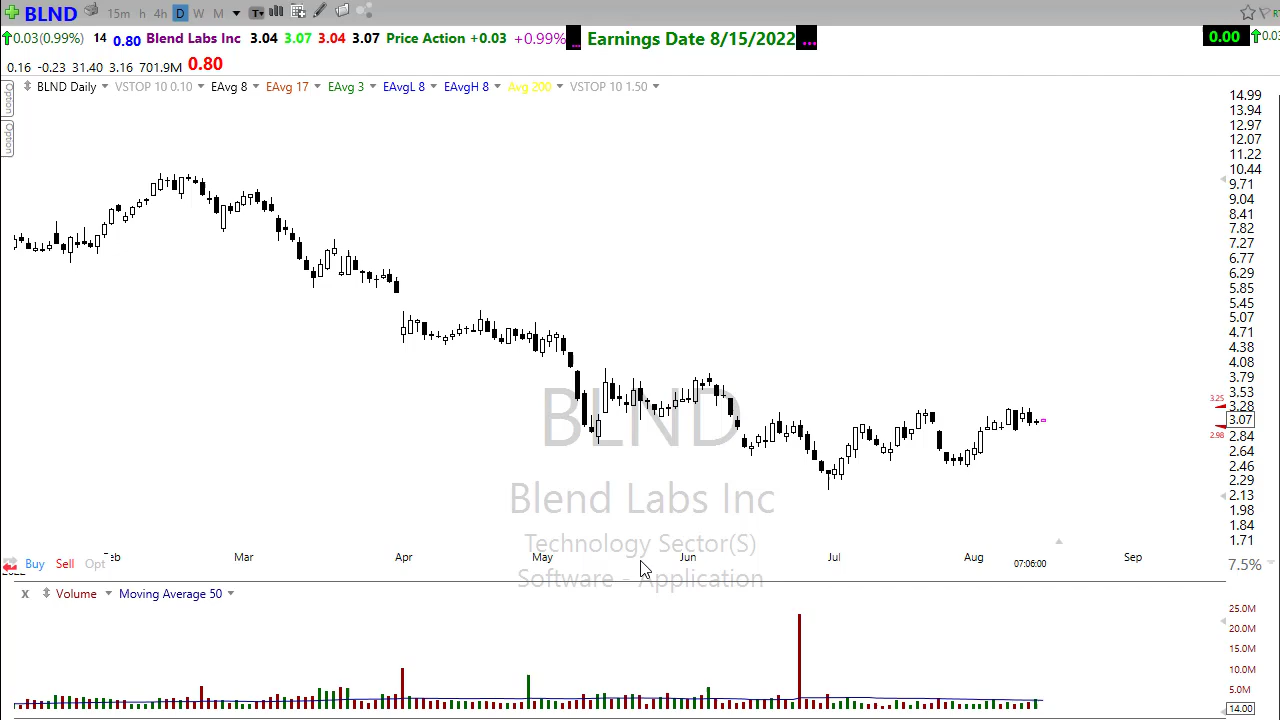 BLND 15m h 4h D W M T
0.03(0.99%) 14 0.80 Blend Labs Inc 3.04 3.07 3.04 3.07 Price Action +0.03 +0.99% ... Earnings Date 8/15/2022 ... 0.00
0.16 -0.23 31.40 3.16 701.9M 0.80
BLND Daily VSTOP 10 0.10 EAvg 8 EAvg 17 EAvg 3 EAvgL 8 EAvgH 8 Avg 200 VSTOP 10 1.50
Option
Option
14.99
13.94
12.97
12.07
11.22
10.44
9.71
9.04
8.41
7.82
7.27
6.77
6.29
5.85
5.45
5.07
4.71
4.38
4.08
3.79
3.53
3.25
3.28
3.07
2.98
2.84
2.64
2.46
2.29
2.13
1.98
1.84
1.71
BLND
Blend Labs Inc
Technology Sector(S)
Software - Application
Mar Apr May Jun Jul Aug Sep
07:06:00
Buy Sell Opt
7.5%
x Volume Moving Average 50
25.0M
20.0M
15.0M
10.0M
5.0M
14.00